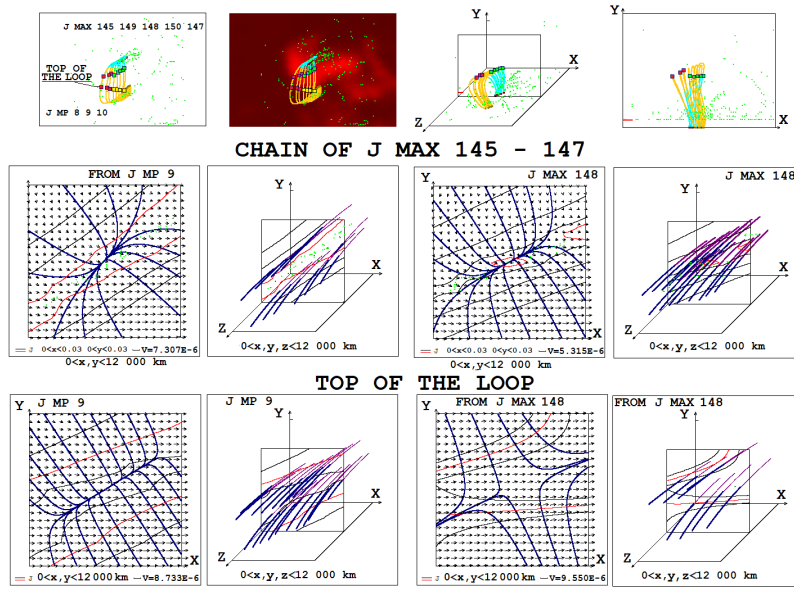 J MAX 145 149 148 150 147
TOP OF
THE LOOP
J MP 8 9 10
Y
X
Z
Y
X
CHAIN OF J MAX 145 - 147
FROM J MP 9
J 0<x<0.03 0<y<0.03 —V=7.307E-6
0<x,y<12 000 km
Y
X
Z
0<x,y,z<12 000 km
J MAX 148
Y
X
J 0<x<0.03 0<y<0.03 —V=5.315E-6
0<x,y<12 000 km
J MAX 148
Y
X
Z
0<x,y,z<12 000 km
TOP OF THE LOOP
J MP 9
Y
X
J 0<x,y<12000km —V=8.733E-6
J MP 9
Y
X
Z
0<x,y,z<12 000 km
FROM J MAX 148
Y
X
J 0<x,y<12000 km —V=9.550E-6
FROM J MAX 148
Y
X
Z
0<x,y,z<12 000 km